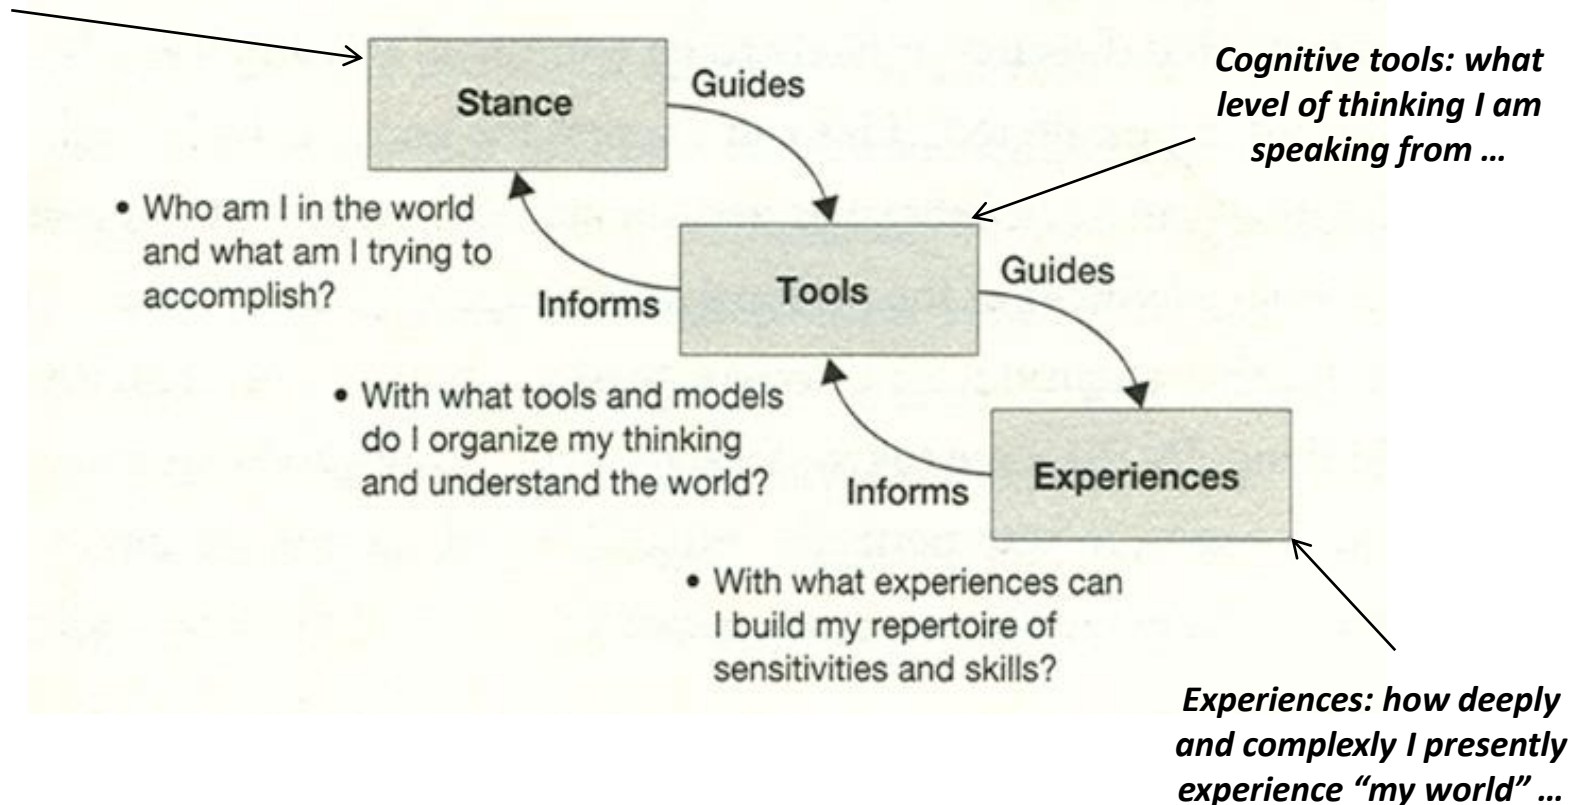 Stance
Guides
Cognitive tools: what
level of thinking I am
speaking from …
• Who am I in the world
and what am I trying to
accomplish?
Informs
Tools
Guides
• With what tools and models
do I organize my thinking
and understand the world?
Informs
Experiences
• With what experiences can
I build my repertoire of
sensitivities and skills?
Experiences: how deeply
and complexly I presently
experience “my world” …